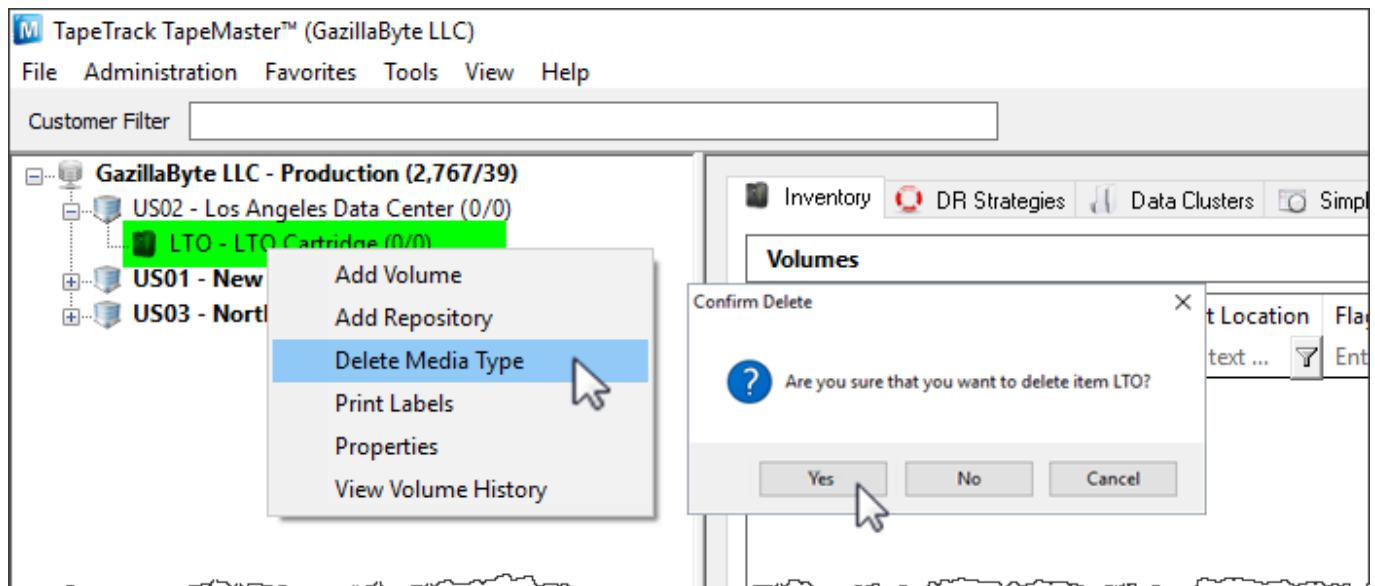 TapeTrack TapeMaster™ (GazillaByte LLC)
File Administration Favorites Tools View Help
Customer Filter
GazillaByte LLC - Production (2,767/39)
US02 - Los Angeles Data Center (0/0)
LTO - LTO Cartridge (0/0)
US01 - New
US03 - North
Add Volume
Add Repository
Delete Media Type
Print Labels
Properties
View Volume History
Inventory DR Strategies Data Clusters Simpl
Volumes
t Location Flag
text ... Ent
Confirm Delete
Are you sure that you want to delete item LTO?
Yes No Cancel